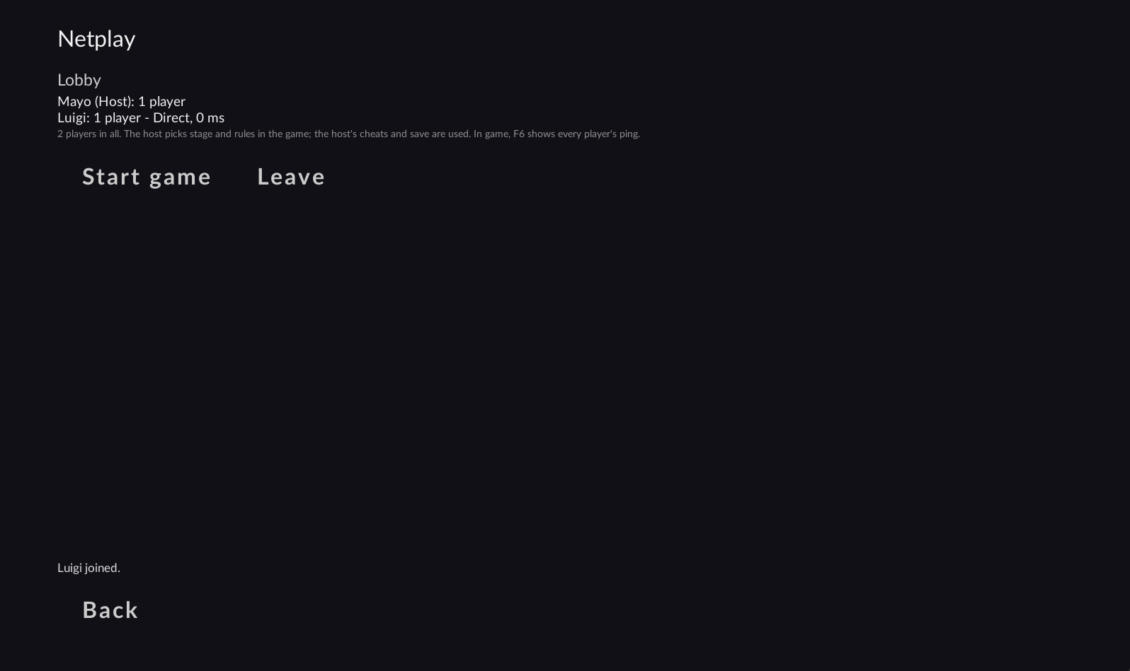 Netplay
Lobby
Mayo (Host): 1 player
Luigi: 1 player - Direct, 0 ms
2 players in all. The host picks stage and rules in the game; the host's cheats and save are used. In game, F6 shows every player's ping.
Start game Leave
Luigi joined.
Back